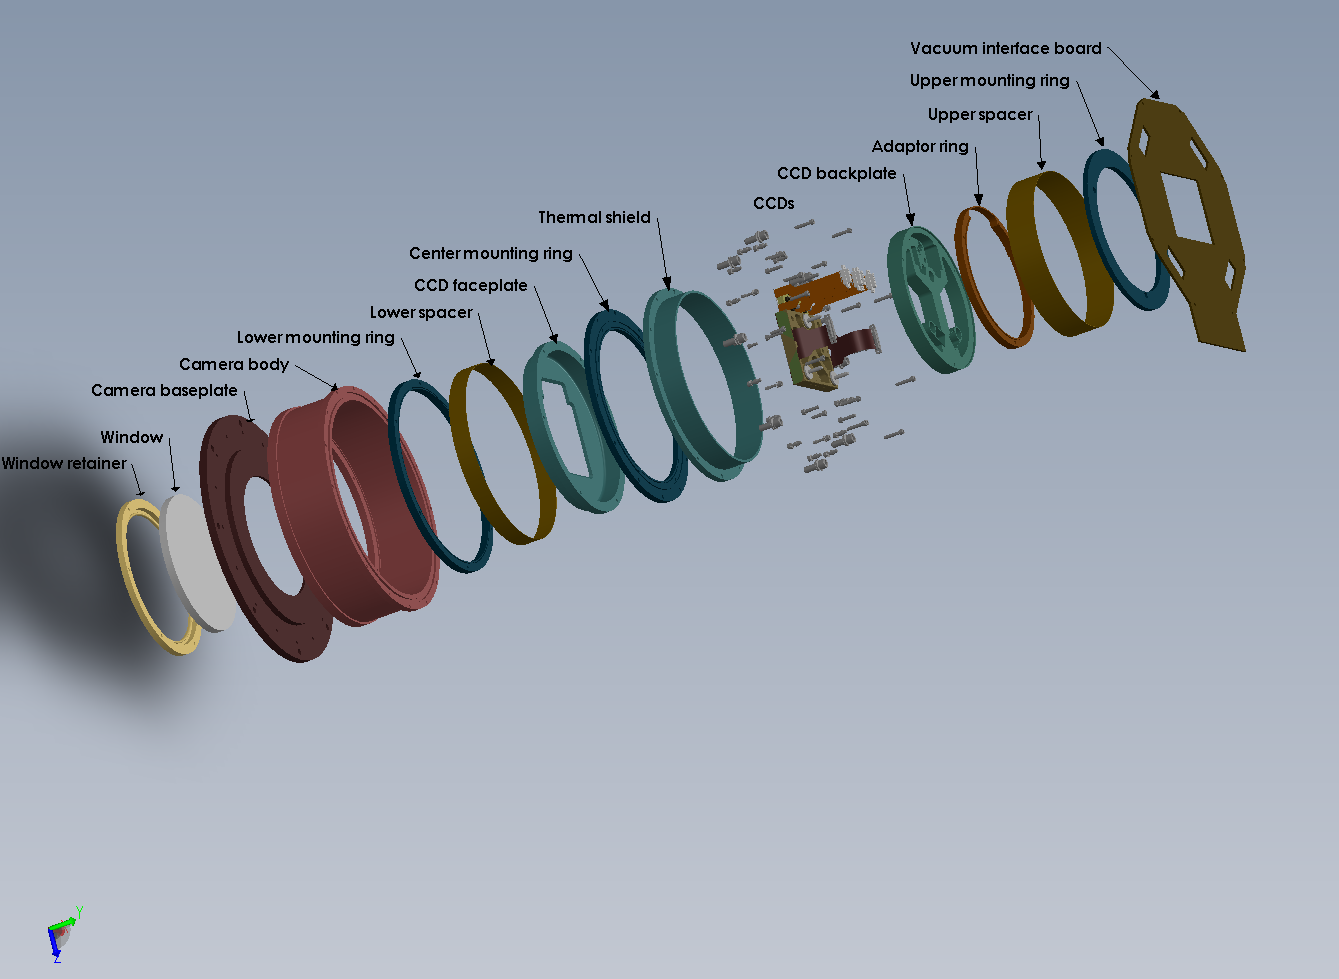 Vacuum interface board
Upper mounting ring
Upper spacer
Adaptor ring
CCD backplate
CCDs
Thermal shield
Center mounting ring
CCD faceplate
Lower spacer
Lower mounting ring
Camera body
Camera baseplate
Window
Window retainer
Y
Z